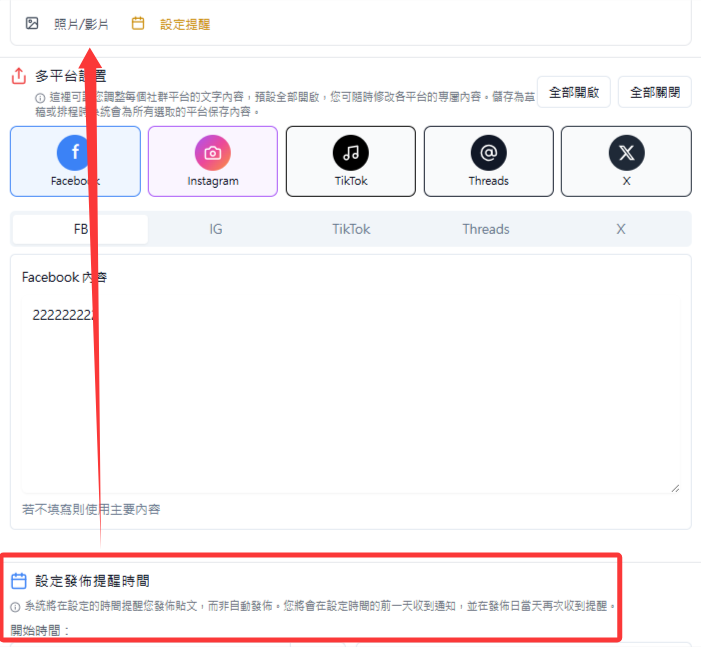 照片/影片 設定提醒
多平台設置
這裡可以您調整每個社群平台的文字內容，預設全部開啟，您可隨時修改各平台的專屬內容。儲存為草
稿或排程時系統會為所有選取的平台保存內容。
全部開啟 全部關閉
Facebook Instagram TikTok Threads X
FB IG TikTok Threads X
Facebook 內容
若不填寫則使用主要內容
設定發佈提醒時間
系統將在設定的時間提醒您發佈貼文，而非自動發佈。您將會在設定時間的前一天收到通知，並在發佈日當天再次收到提醒。
開始時間：